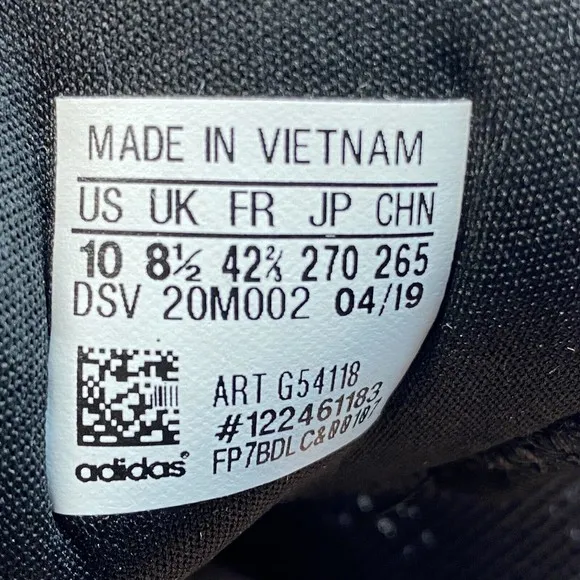 MADE IN VIETNAM
US UK FR JP CHN
10 8½ 42⅔ 270 265
DSV 20M002 04/19
ART G54118
#122461183
FP7BDL
adidas®